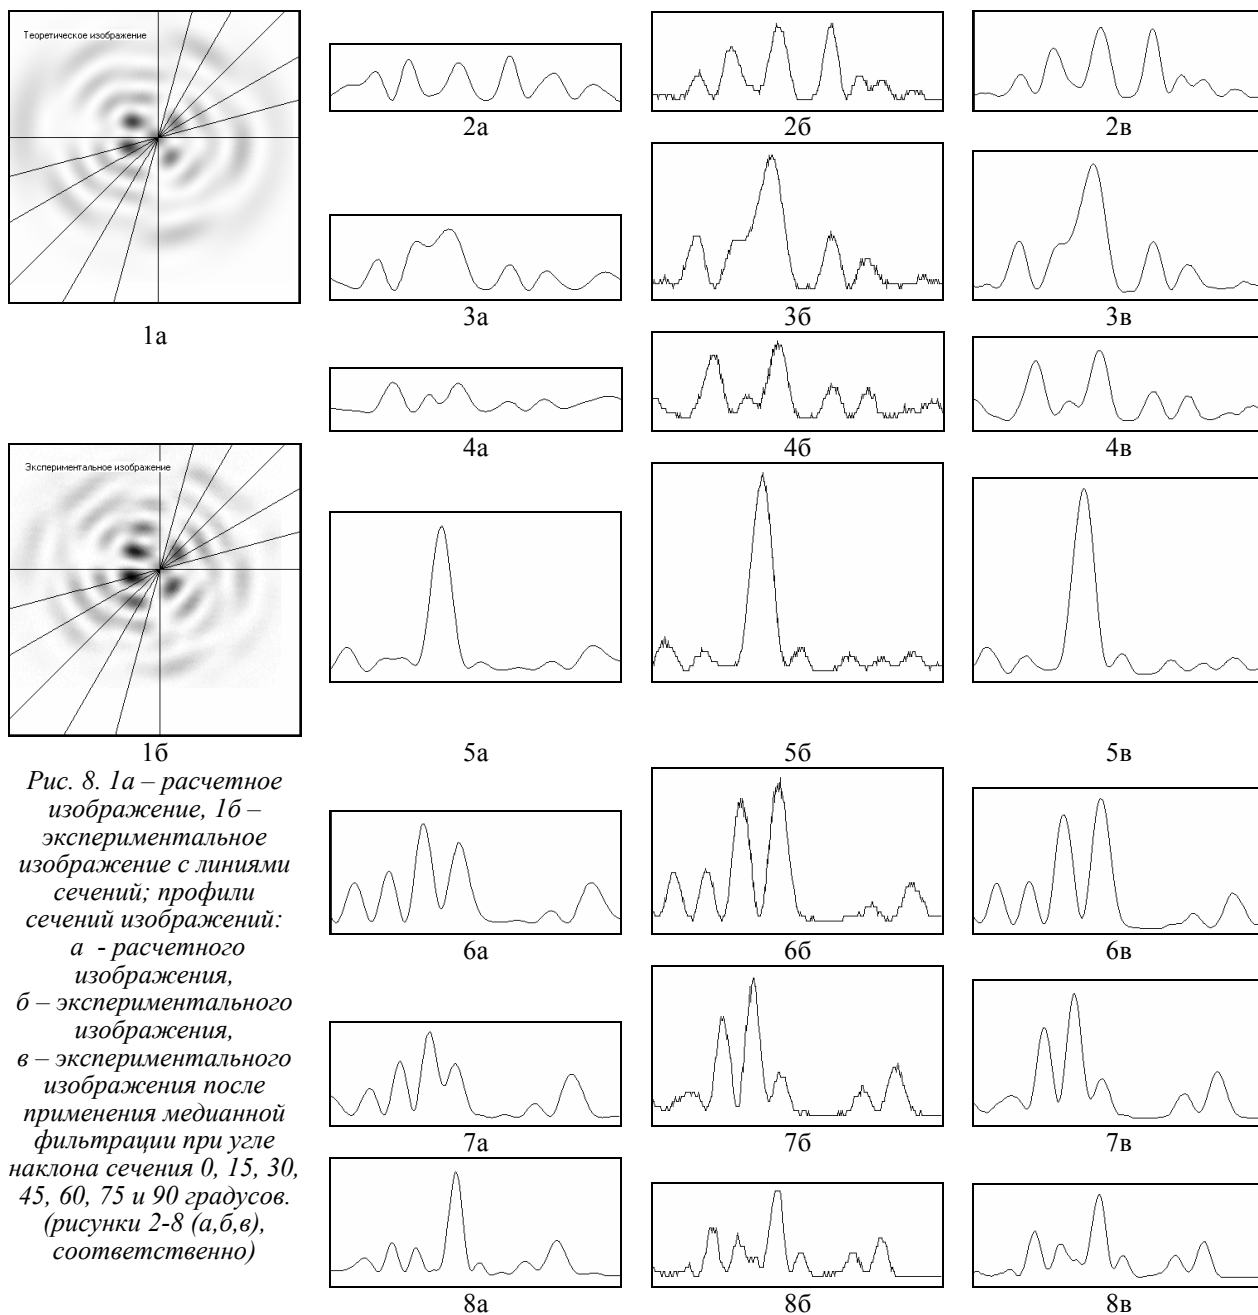 Теоретическое изображение
2а
2б
2в
3а
3б
3в
1а
4а
4б
4в
Экспериментальное изображение
1б
5а
5б
5в
Рис. 8. 1а – расчетное
изображение, 1б –
экспериментальное
изображение с линиями
сечений; профили
сечений изображений:
а - расчетного
изображения,
б – экспериментального
изображения,
в – экспериментального
изображения после
применения медианной
фильтрации при угле
наклона сечения 0, 15, 30,
45, 60, 75 и 90 градусов.
(рисунки 2-8 (а,б,в),
соответственно)
6а
6б
6в
7а
7б
7в
8а
8б
8в